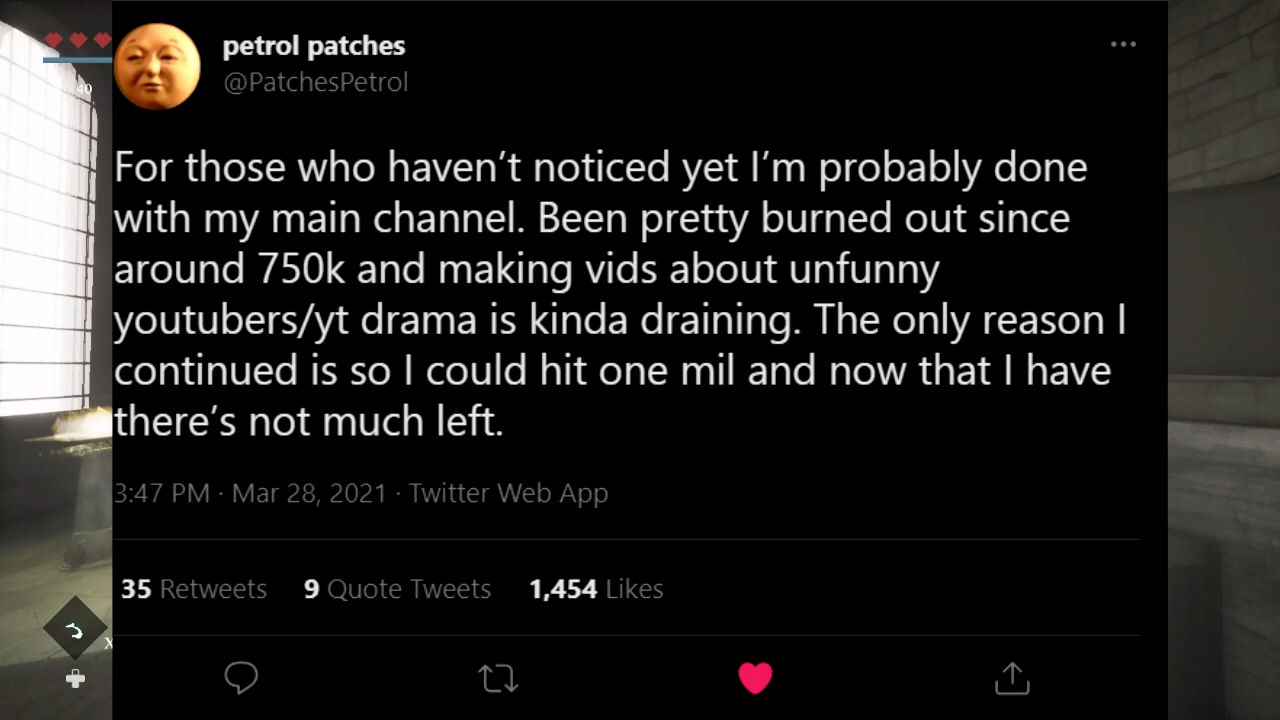 petrol patches
@PatchesPetrol
40
For those who haven’t noticed yet I’m probably done
with my main channel. Been pretty burned out since
around 750k and making vids about unfunny
youtubers/yt drama is kinda draining. The only reason I
continued is so I could hit one mil and now that I have
there’s not much left.
3:47 PM · Mar 28, 2021 · Twitter Web App
35 Retweets 9 Quote Tweets 1,454 Likes
X